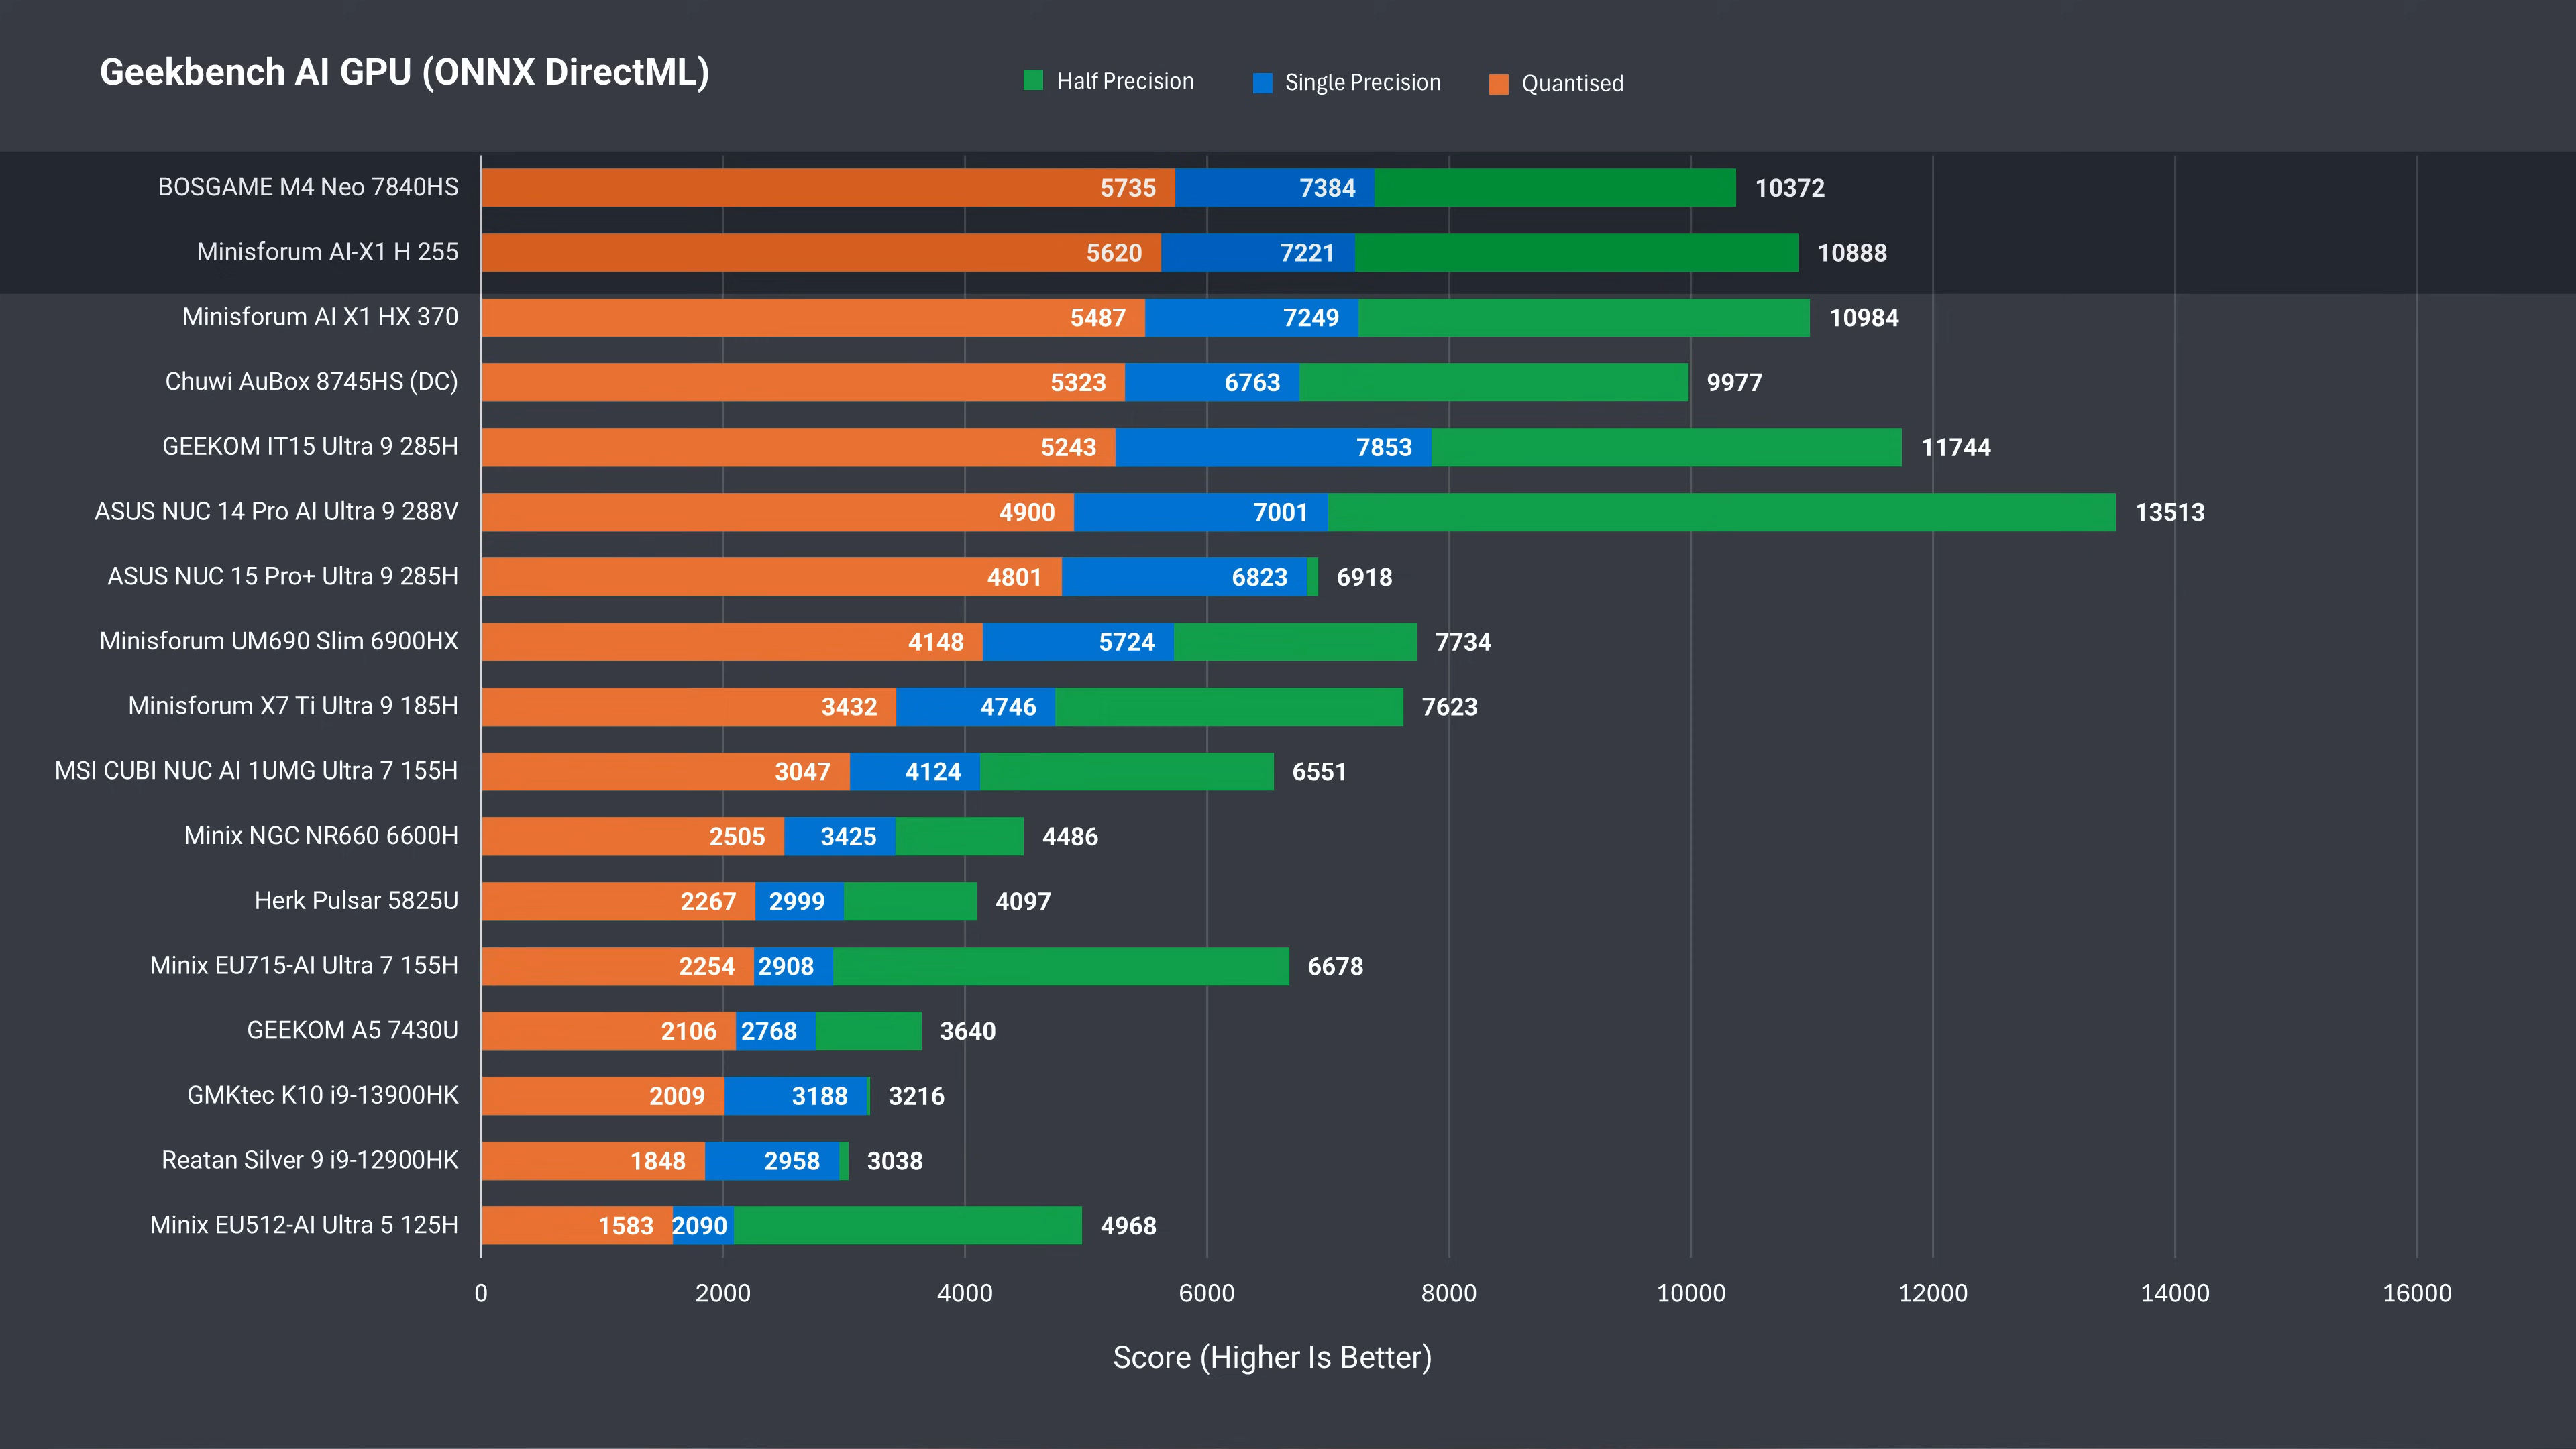 Geekbench AI GPU (ONNX DirectML)
Half Precision Single Precision Quantised
BOSGAME M4 Neo 7840HS 5735 7384 10372
Minisforum AI-X1 H 255 5620 7221 10888
Minisforum AI X1 HX 370 5487 7249 10984
Chuwi AuBox 8745HS (DC) 5323 6763 9977
GEEKOM IT15 Ultra 9 285H 5243 7853 11744
ASUS NUC 14 Pro AI Ultra 9 288V 4900 7001 13513
ASUS NUC 15 Pro+ Ultra 9 285H 4801 6823 6918
Minisforum UM690 Slim 6900HX 4148 5724 7734
Minisforum X7 Ti Ultra 9 185H 3432 4746 7623
MSI CUBI NUC AI 1UMG Ultra 7 155H 3047 4124 6551
Minix NGC NR660 6600H 2505 3425 4486
Herk Pulsar 5825U 2267 2999 4097
Minix EU715-AI Ultra 7 155H 2254 2908 6678
GEEKOM A5 7430U 2106 2768 3640
GMKtec K10 i9-13900HK 2009 3188 3216
Reatan Silver 9 i9-12900HK 1848 2958 3038
Minix EU512-AI Ultra 5 125H 1583 2090 4968
0 2000 4000 6000 8000 10000 12000 14000 16000
Score (Higher Is Better)